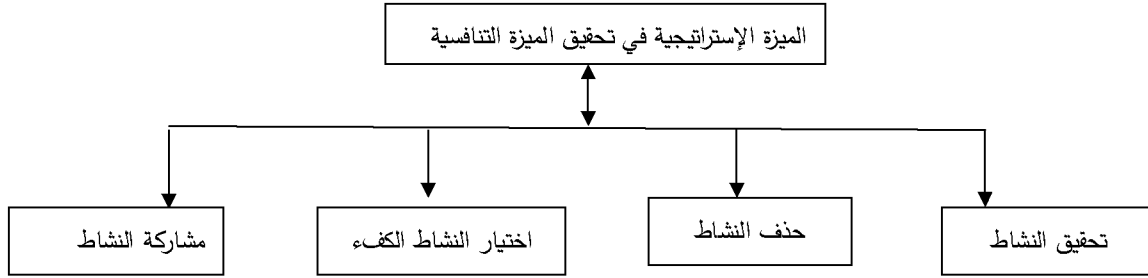 الميزة الإستراتيجية في تحقيق الميزة التنافسية
تحقيق النشاط
حذف النشاط
اختيار النشاط الكفء
مشاركة النشاط